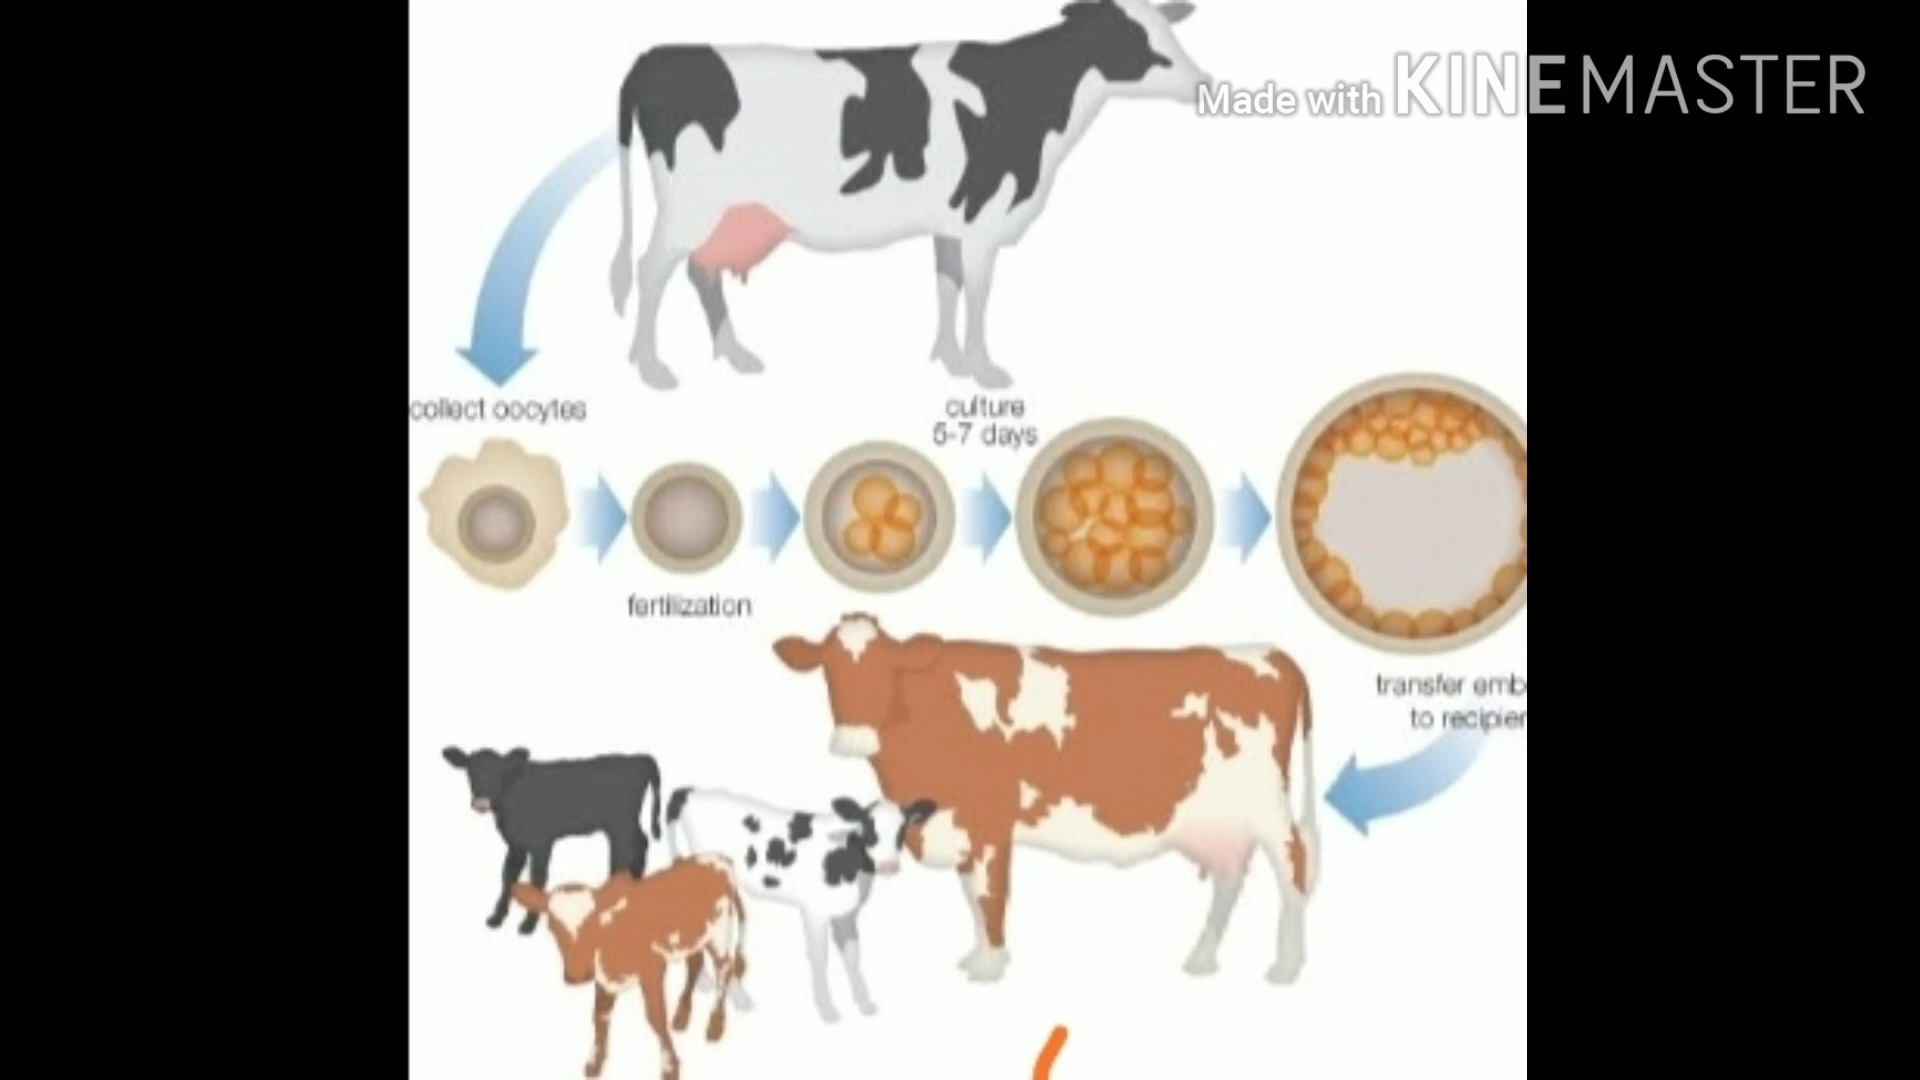 Made with KINEMASTER
collect oocytes
culture
5-7 days
fertilization
transfer emb
to recipien